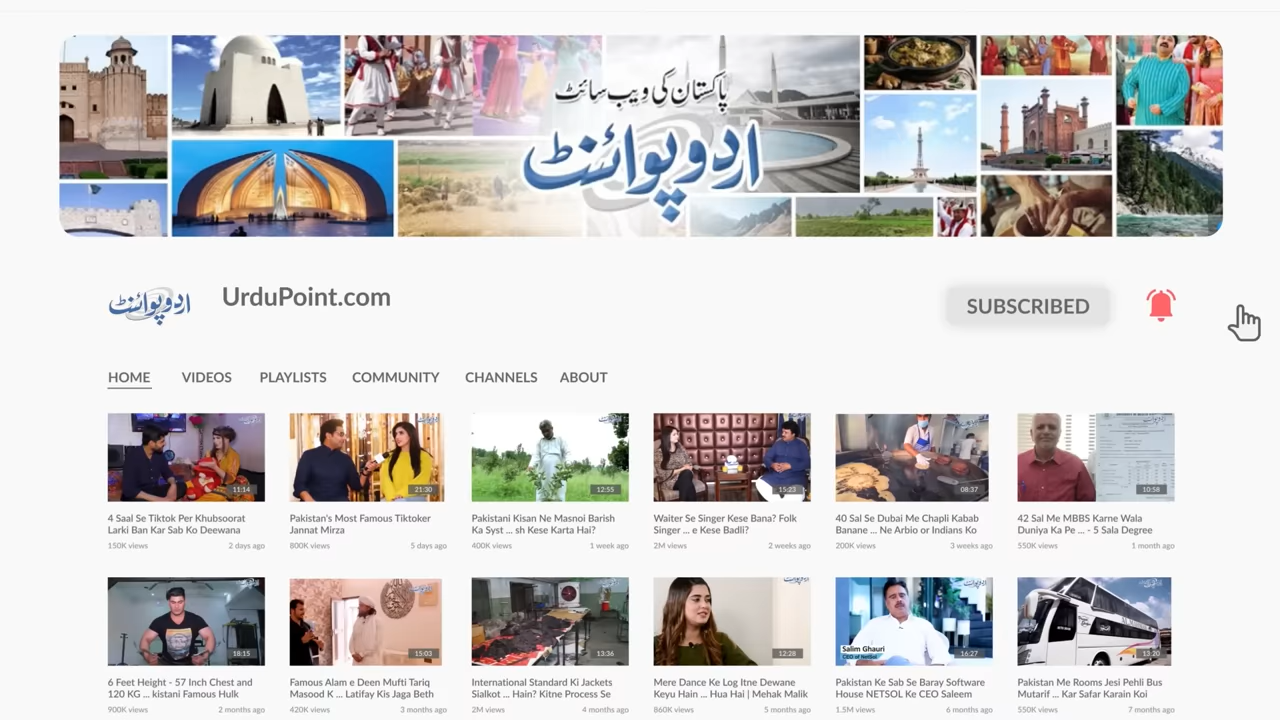 پاکستان کی ویب سائٹ
اردو پوائنٹ
اردو پوائنٹ
UrduPoint.com
SUBSCRIBED
HOME VIDEOS PLAYLISTS COMMUNITY CHANNELS ABOUT
11:14
21:30
12:55
15:23
08:37
10:58
4 Saal Se Tiktok Per Khubsoorat
Larki Ban Kar Sab Ko Deewana
150K views 2 days ago
Pakistan's Most Famous Tiktoker
Jannat Mirza
800K views 5 days ago
Pakistani Kisan Ne Masnoi Barish
Ka Syst ... sh Kese Karta Hai?
400K views 1 week ago
Waiter Se Singer Kese Bana? Folk
Singer ... e Kese Badli?
2M views 2 weeks ago
40 Sal Se Dubai Me Chapli Kabab
Banane ... Ne Arbio or Indians Ko
200K views 3 weeks ago
42 Sal Me MBBS Karne Wala
Duniya Ka Pe ... - 5 Sala Degree
550K views 1 month ago
18:15
15:03
13:36
12:28
Salim Ghauri
CEO of Netsol
16:27
13:20
6 Feet Height - 57 Inch Chest and
120 KG ... kistani Famous Hulk
900K views 2 months ago
Famous Alam e Deen Mufti Tariq
Masood K ... Latifay Kis Jaga Beth
420K views 3 months ago
International Standard Ki Jackets
Sialkot ... Hain? Kitne Process Se
2M views 4 months ago
Mere Dance Ke Log Itne Dewane
Keyu Hain ... Hua Hai | Mehak Malik
860K views 5 months ago
Pakistan Ke Sab Se Baray Software
House NETSOL Ke CEO Saleem
1.5M views 6 months ago
Pakistan Me Rooms Jesi Pehli Bus
Mutarif ... Kar Safar Karain Koi
550K views 7 months ago